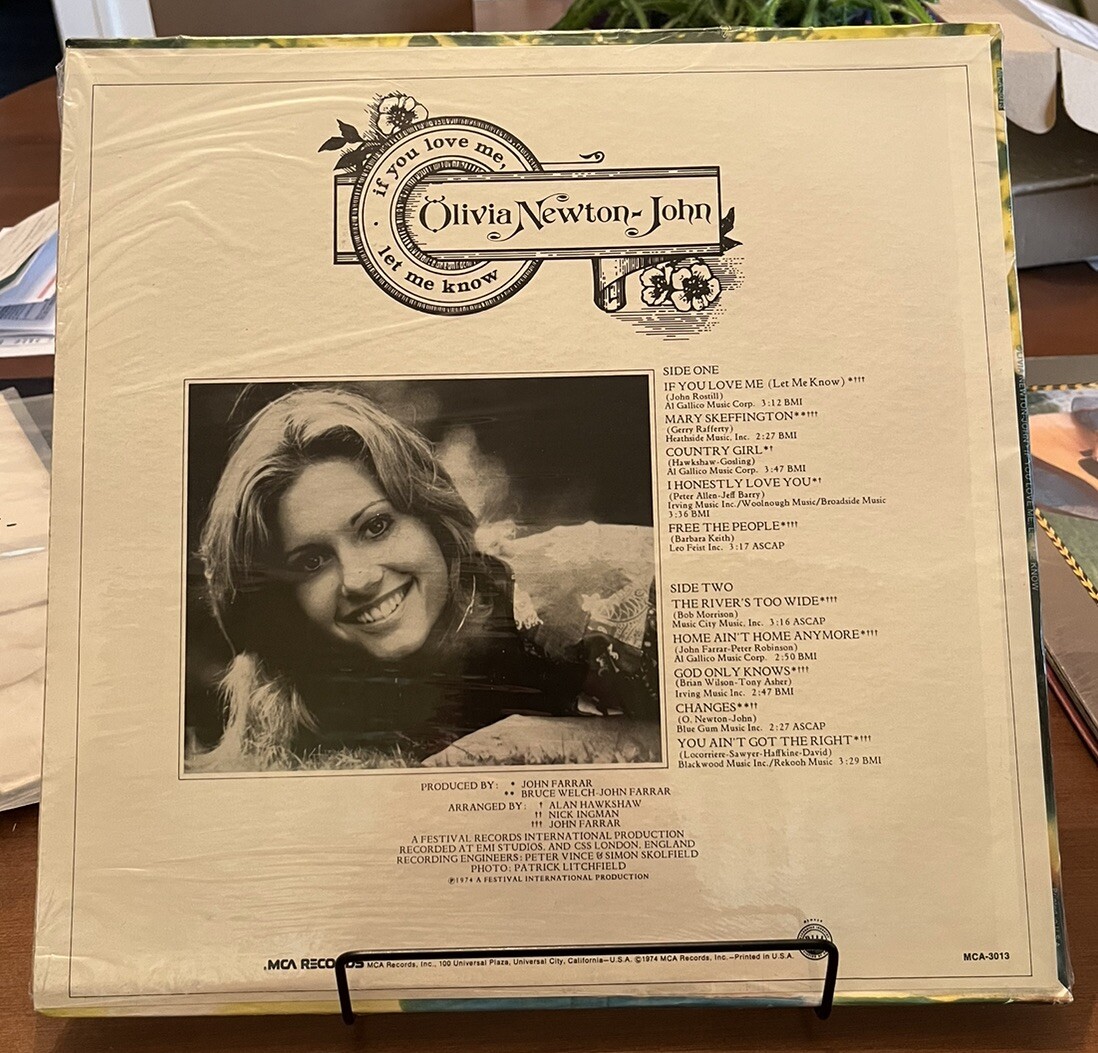 if you love me,
Olivia Newton-John
let me know
SIDE ONE
IF YOU LOVE ME (Let Me Know) *†††
(John Rostill)
Al Gallico Music Corp. 3:12 BMI
MARY SKEFFINGTON**†††
(Gerry Rafferty)
Heathside Music, Inc. 2:27 BMI
COUNTRY GIRL*†
(Hawkshaw-Gosling)
Al Gallico Music Corp. 3:47 BMI
I HONESTLY LOVE YOU*†
(Peter Allen-Jeff Barry)
Irving Music Inc./Woolnough Music/Broadside Music
3:36 BMI
FREE THE PEOPLE*†††
(Barbara Keith)
Leo Feist Inc. 3:17 ASCAP
SIDE TWO
THE RIVER'S TOO WIDE*†††
(Bob Morrison)
Music City Music, Inc. 3:16 ASCAP
HOME AIN'T HOME ANYMORE*†††
(John Farrar-Peter Robinson)
Al Gallico Music Corp. 2:50 BMI
GOD ONLY KNOWS*†††
(Brian Wilson-Tony Asher)
Irving Music Inc. 2:47 BMI
CHANGES**††
(O. Newton-John)
Blue Gum Music Inc. 2:27 ASCAP
YOU AIN'T GOT THE RIGHT*†††
(Locorriere-Sawyer-Haffkine-David)
Blackwood Music Inc./Rekooh Music 3:29 BMI
PRODUCED BY: * JOHN FARRAR
** BRUCE WELCH-JOHN FARRAR
ARRANGED BY: † ALAN HAWKSHAW
†† NICK INGMAN
††† JOHN FARRAR
A FESTIVAL RECORDS INTERNATIONAL PRODUCTION
RECORDED AT EMI STUDIOS, AND CSS LONDON, ENGLAND
RECORDING ENGINEERS: PETER VINCE & SIMON SKOLFIELD
PHOTO: PATRICK LITCHFIELD
℗1974 A FESTIVAL INTERNATIONAL PRODUCTION
MCA RECORDS MCA Records, Inc., 100 Universal Plaza, Universal City, California—U.S.A. ©1974 MCA Records, Inc.—Printed in U.S.A.
MCA-3013